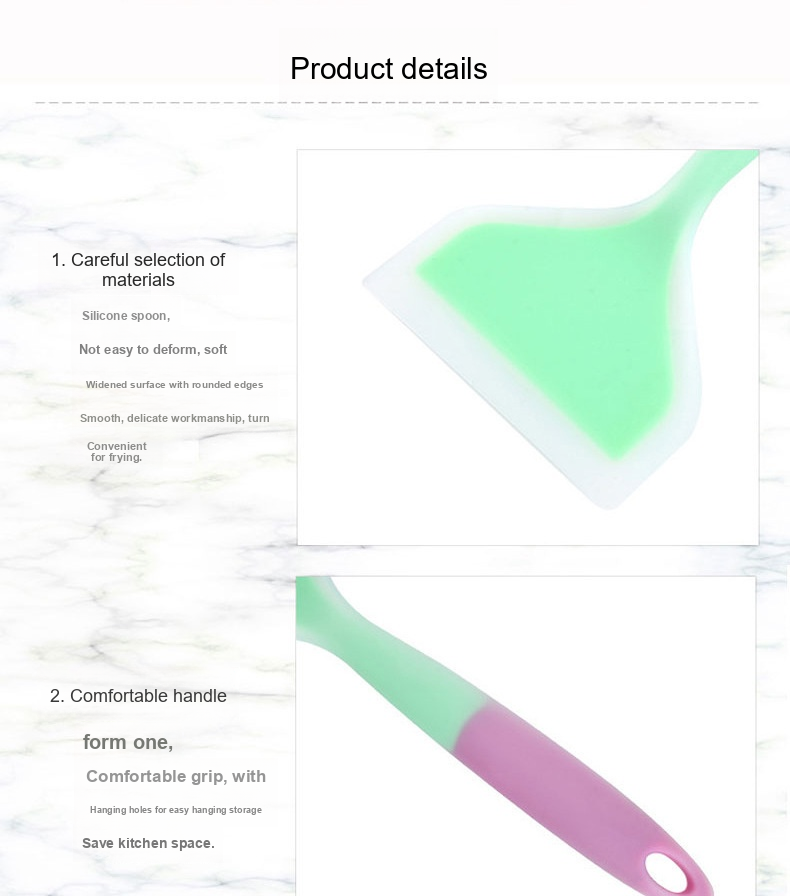 Product details
1. Careful selection of
materials
Silicone spoon,
Not easy to deform, soft
Widened surface with rounded edges
Smooth, delicate workmanship, turn
Convenient
for frying.
2. Comfortable handle
form one,
Comfortable grip, with
Hanging holes for easy hanging storage
Save kitchen space.